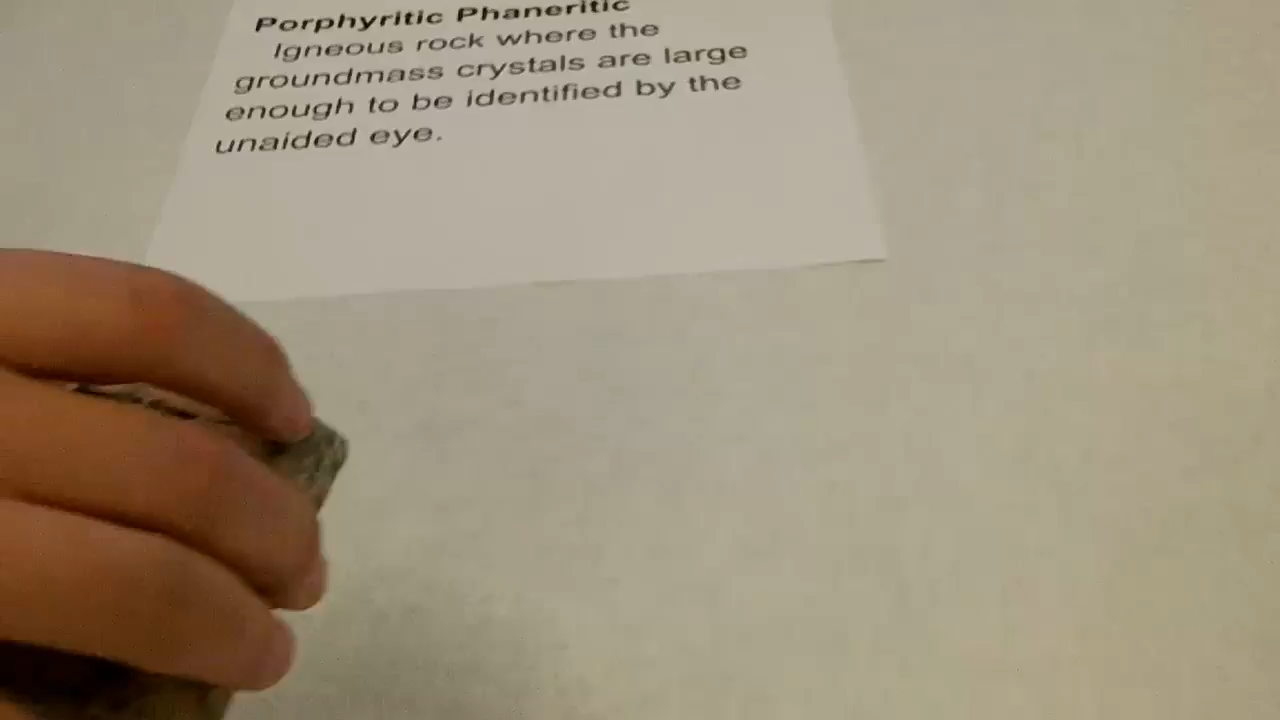 Porphyritic Phaneritic
Igneous rock where the
groundmass crystals are large
enough to be identified by the
unaided eye.